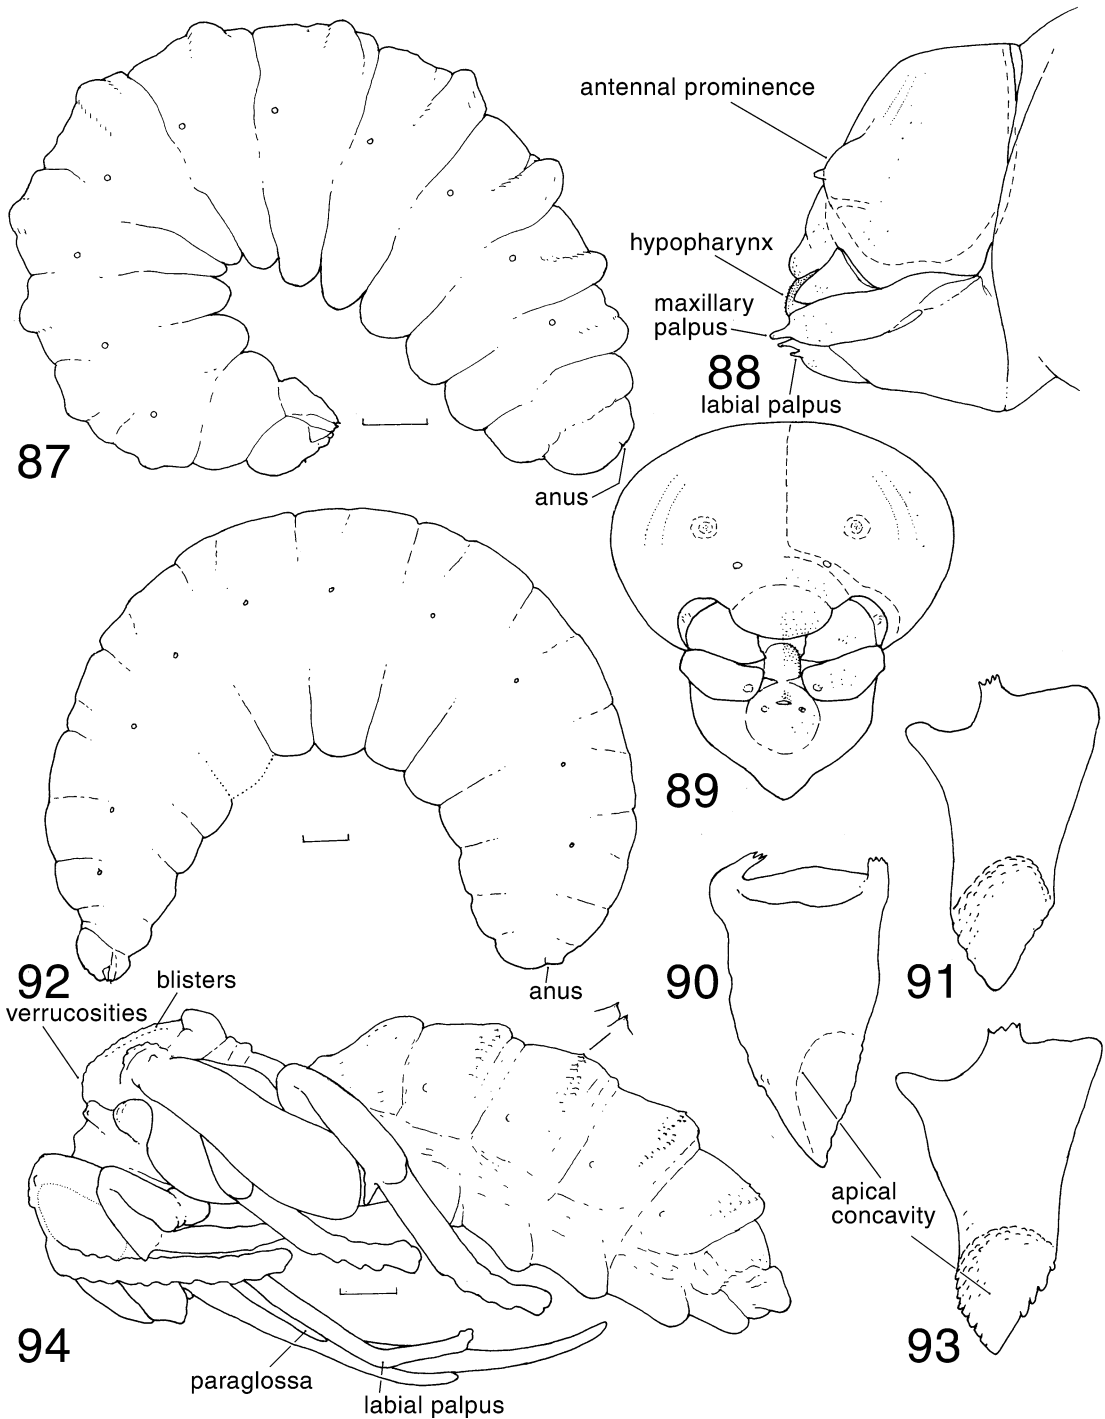 antennal prominence
hypopharynx
maxillary
palpus
88
labial palpus
87
anus
89
92
blisters
anus
90
91
verrucosities
apical
concavity
94
paraglossa
labial palpus
93